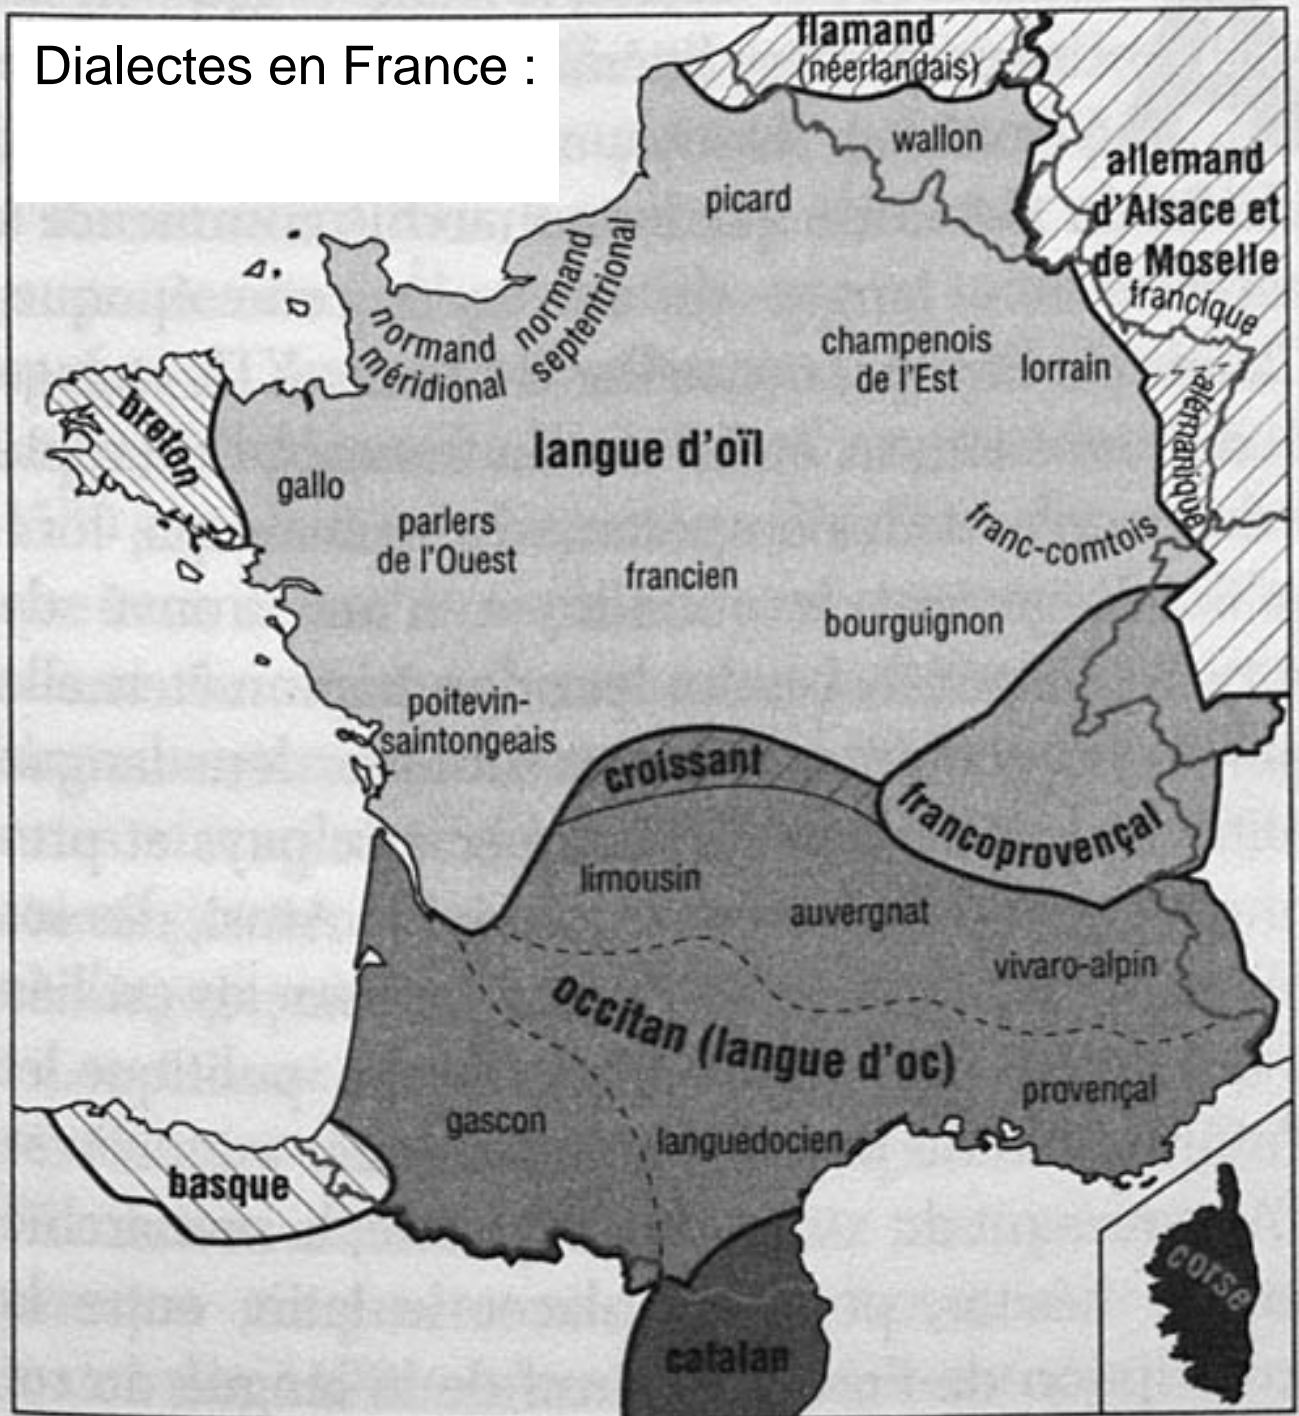 Dialectes en France :
flamand
(néerlandais)
wallon
picard
allemand
d'Alsace et
de Moselle
francique
normand
septentrional
normand
méridional
champenois
de l'Est
lorrain
alémanique
breton
langue d'oïl
gallo
parlers
de l'Ouest
franc-comtois
francien
bourguignon
poitevin-
saintongeais
croissant
francoprovençal
limousin
auvergnat
vivaro-alpin
occitan (langue d'oc)
provençal
gascon
languedocien
basque
corse
catalan